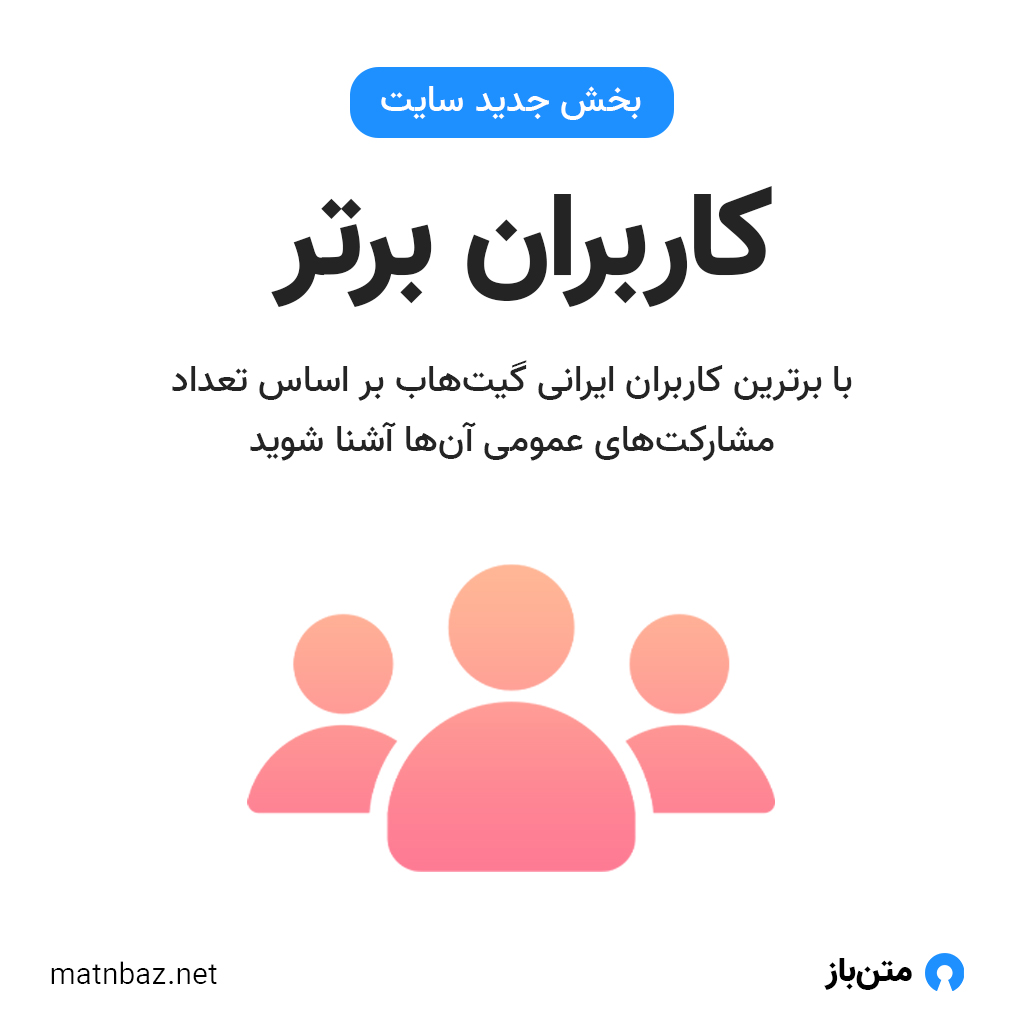 بخش جدید سایت
کاربران برتر
با برترین کاربران ایرانی گیت‌هاب بر اساس تعداد
مشارکت‌های عمومی آن‌ها آشنا شوید
متن‌باز
matnbaz.net